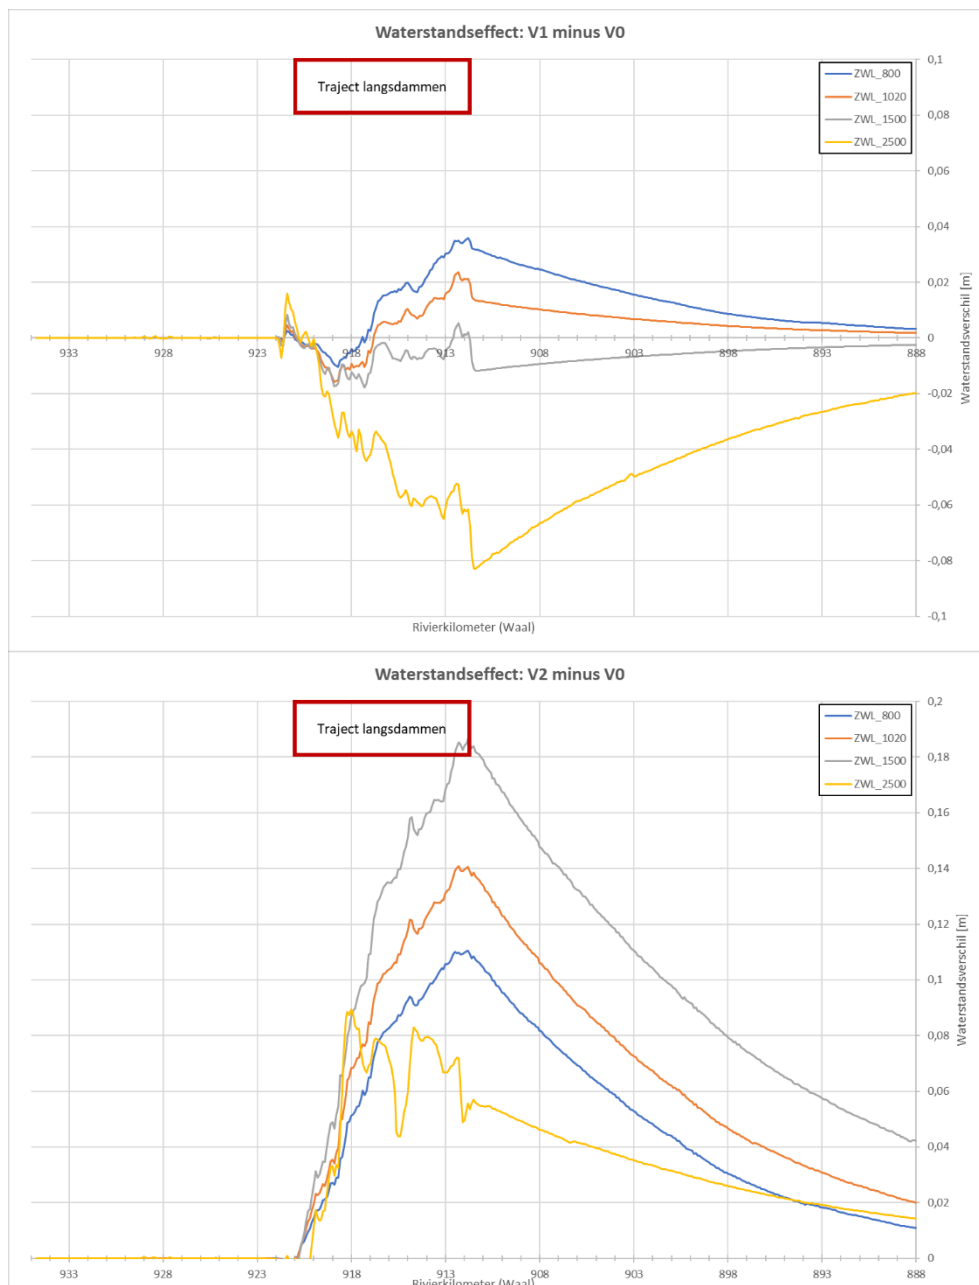 Waterstandseffect: V1 minus V0
Traject langsdammen
ZWL_800
ZWL_1020
ZWL_1500
ZWL_2500
0,1
0,08
0,06
0,04
0,02
0
-0,02
-0,04
-0,06
-0,08
-0,1
Waterstandsverschil [m]
933 928 923 918 913 908 903 898 893 888
Rivierkilometer (Waal)
Waterstandseffect: V2 minus V0
Traject langsdammen
ZWL_800
ZWL_1020
ZWL_1500
ZWL_2500
0,2
0,18
0,16
0,14
0,12
0,1
0,08
0,06
0,04
0,02
0
Waterstandsverschil [m]
933 928 923 918 913 908 903 898 893 888
Rivierkilometer (Waal)